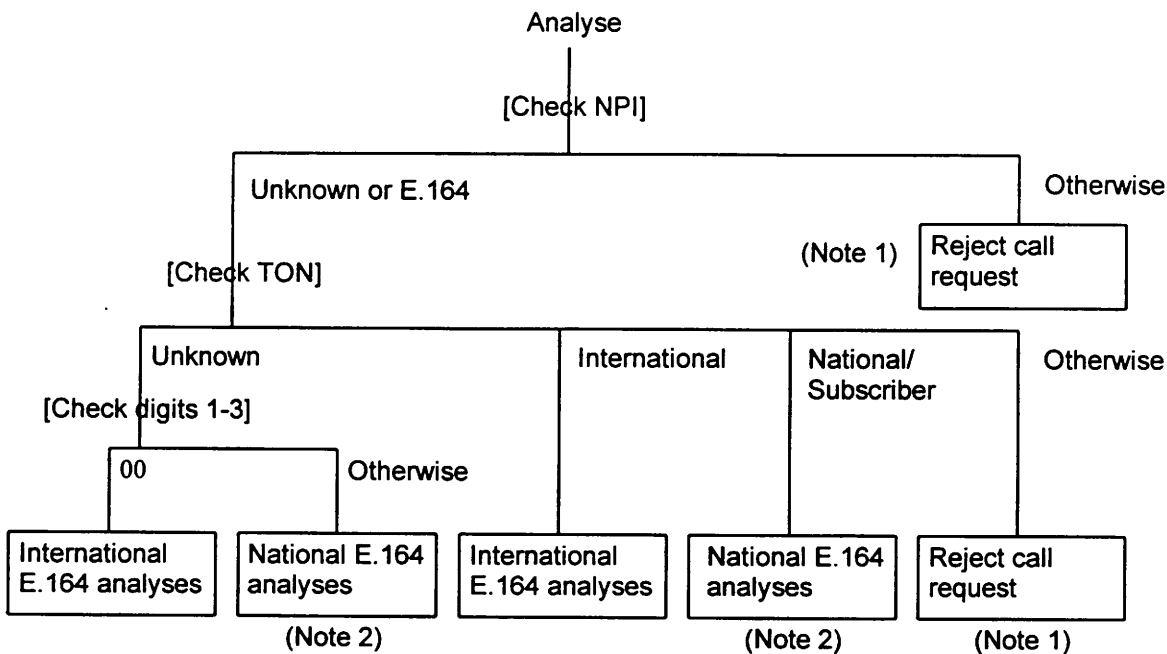 Analyse
[Check NPI]
Unknown or E.164
Otherwise
(Note 1)
Reject call
request
[Check TON]
Unknown
International
National/
Subscriber
Otherwise
[Check digits 1-3]
00
Otherwise
International
E.164 analyses
National E.164
analyses
International
E.164 analyses
National E.164
analyses
Reject call
request
(Note 2)
(Note 2)
(Note 1)